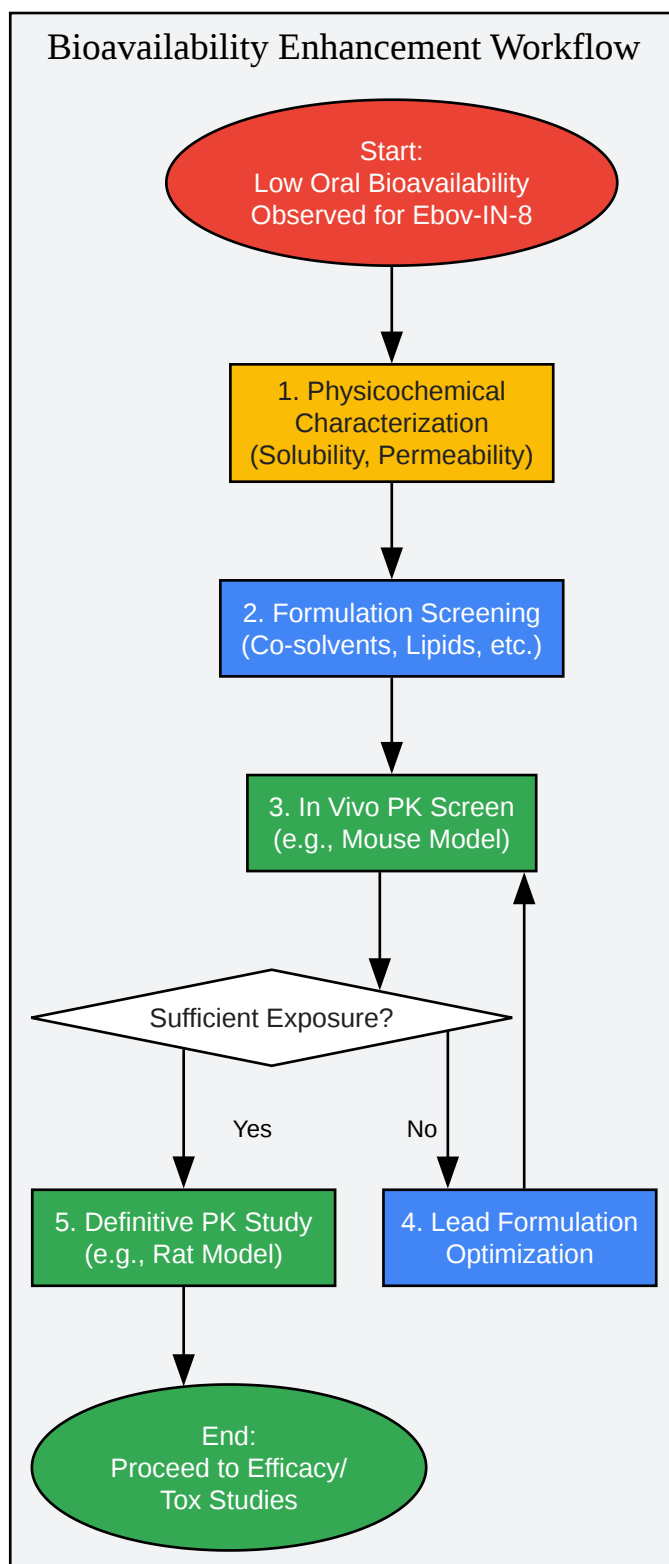 Bioavailability Enhancement Workflow
Start:
Low Oral Bioavailability
Observed for Ebov-IN-8
1. Physicochemical
Characterization
(Solubility, Permeability)
2. Formulation Screening
(Co-solvents, Lipids, etc.)
3. In Vivo PK Screen
(e.g., Mouse Model)
Sufficient Exposure?
Yes
No
5. Definitive PK Study
(e.g., Rat Model)
4. Lead Formulation
Optimization
End:
Proceed to Efficacy/
Tox Studies